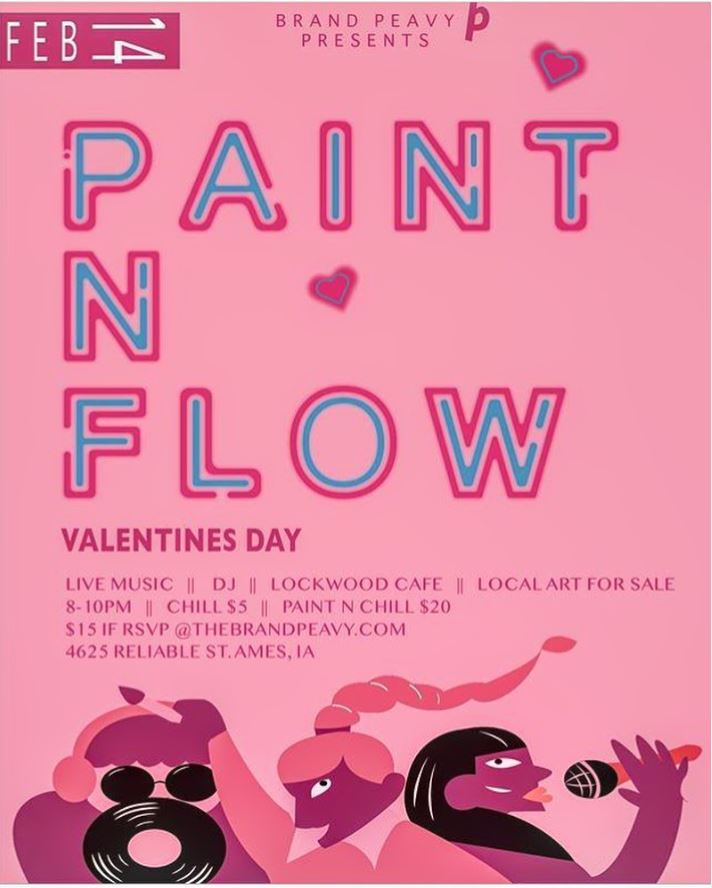 BRAND PEAVY p
PRESENTS
FEB 14
PAINT
N
FLOW
VALENTINES DAY
LIVE MUSIC || DJ || LOCKWOOD CAFE || LOCAL ART FOR SALE
8-10PM || CHILL $5 || PAINT N CHILL $20
$15 IF RSVP @THEBRANDPEAVY.COM
4625 RELIABLE ST. AMES, IA